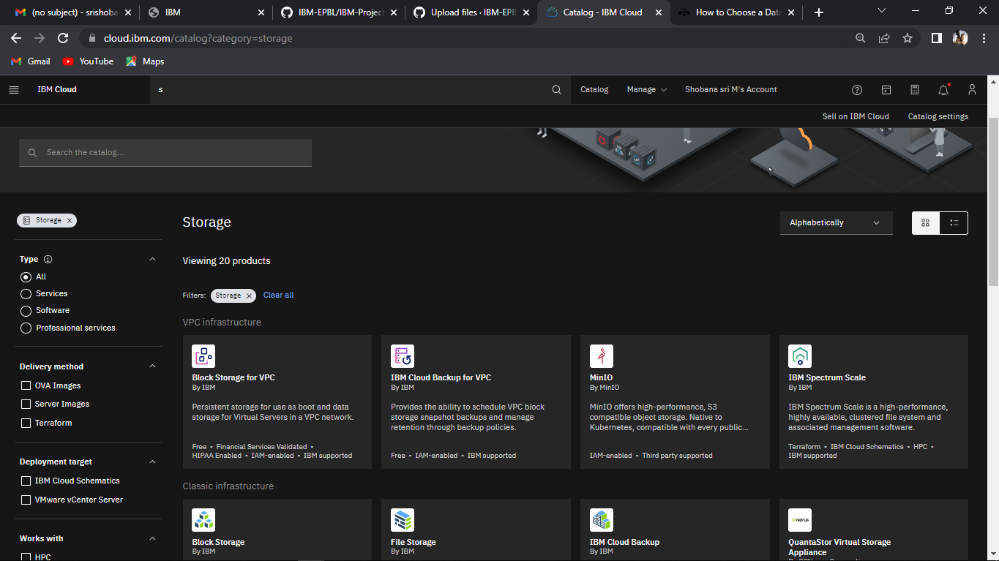 (no subject) - srishoba
IBM
IBM-EPBL/IBM-Project
Upload files · IBM-EPB
Catalog - IBM Cloud
How to Choose a Data
cloud.ibm.com/catalog?category=storage
Gmail
YouTube
Maps
IBM Cloud
s
Catalog
Manage
Shobana sri M's Account
Sell on IBM Cloud
Catalog settings
Search the catalog...
Storage
Storage
Alphabetically
Type
All
Services
Software
Professional services
Delivery method
OVA Images
Server Images
Terraform
Deployment target
IBM Cloud Schematics
VMware vCenter Server
Works with
HPC
Viewing 20 products
Filters: Storage Clear all
VPC infrastructure
Block Storage for VPC
By IBM
Persistent storage for use as boot and data
storage for Virtual Servers in a VPC network.
Free • Financial Services Validated •
HIPAA Enabled • IAM-enabled • IBM supported
IBM Cloud Backup for VPC
By IBM
Provides the ability to schedule VPC block
storage snapshot backups and manage
retention through backup policies.
Free • IAM-enabled • IBM supported
MinIO
By MinIO
MinIO offers high-performance, S3
compatible object storage. Native to
Kubernetes, compatible with every public...
IAM-enabled • Third party supported
IBM Spectrum Scale
By IBM
IBM Spectrum Scale is a high-performance,
highly available, clustered file system and
associated management software.
Terraform • IBM Cloud Schematics • HPC •
IBM supported
Classic infrastructure
Block Storage
By IBM
File Storage
By IBM
IBM Cloud Backup
By IBM
QuantaStor Virtual Storage
Appliance